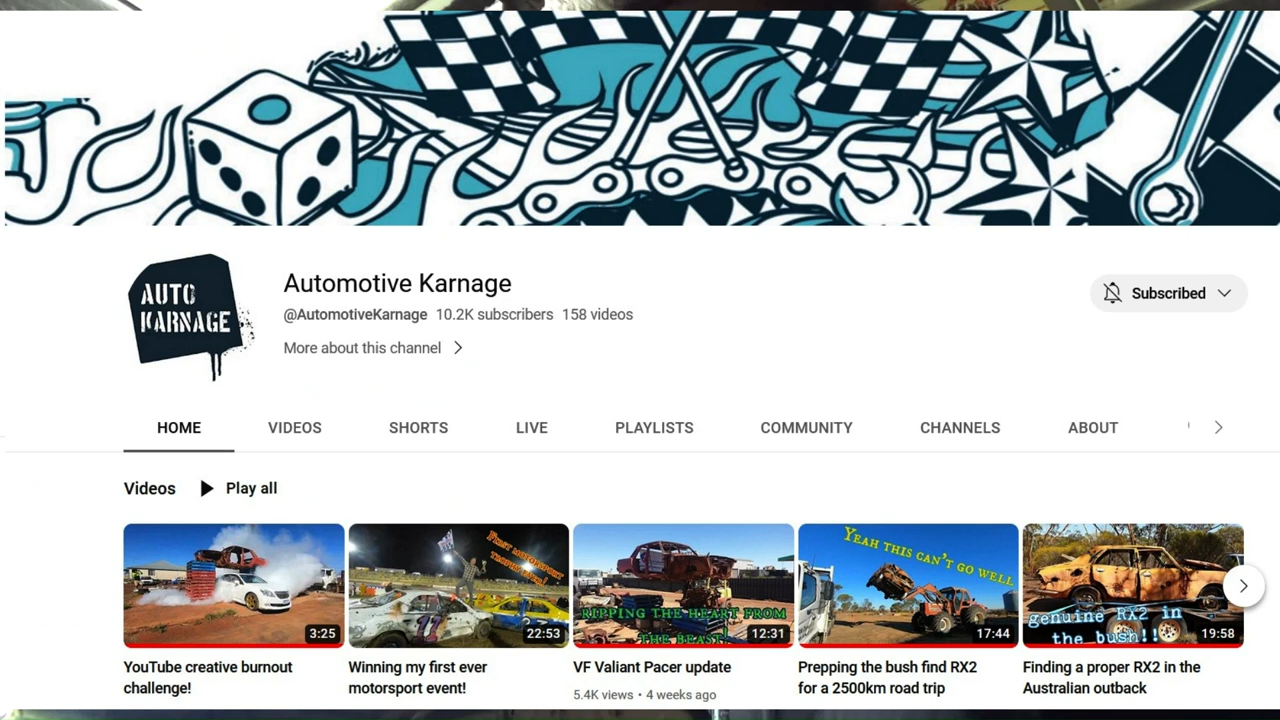 AUTO
KARNAGE
Automotive Karnage
@AutomotiveKarnage 10.2K subscribers 158 videos
More about this channel
Subscribed
HOME VIDEOS SHORTS LIVE PLAYLISTS COMMUNITY CHANNELS ABOUT
Videos Play all
3:25
First motorsport
trophies!!
11
22:53
RIPPING THE HEART FROM
THE BEAST!
12:31
YEAH THIS CAN'T GO WELL
17:44
genuine RX2 in
the bush!!
19:58
YouTube creative burnout
challenge!
Winning my first ever
motorsport event!
VF Valiant Pacer update
5.4K views • 4 weeks ago
Prepping the bush find RX2
for a 2500km road trip
Finding a proper RX2 in the
Australian outback